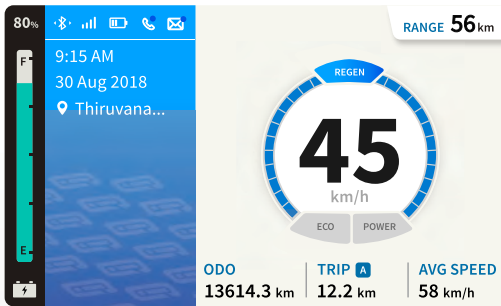 80%
F
E
9:15 AM
30 Aug 2018
Thiruvana...
RANGE 56 km
REGEN
45
km/h
ECO POWER
ODO
13614.3 km
TRIP A
12.2 km
AVG SPEED
58 km/h